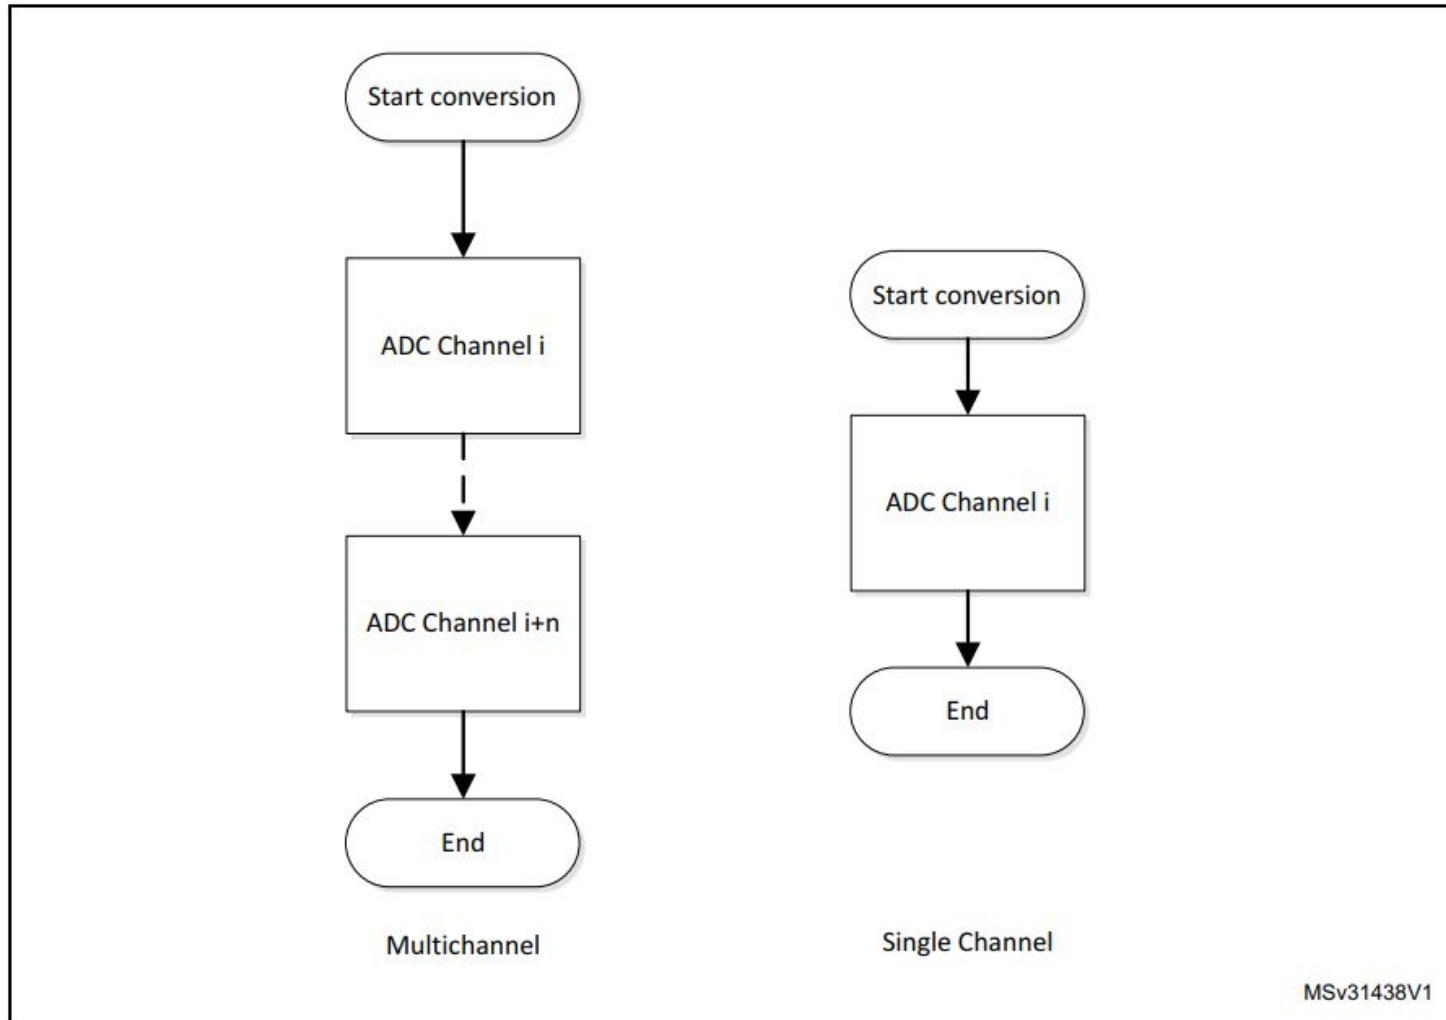 Start conversion
ADC Channel i
ADC Channel i+n
End
Multichannel
Start conversion
ADC Channel i
End
Single Channel
MSv31438V1